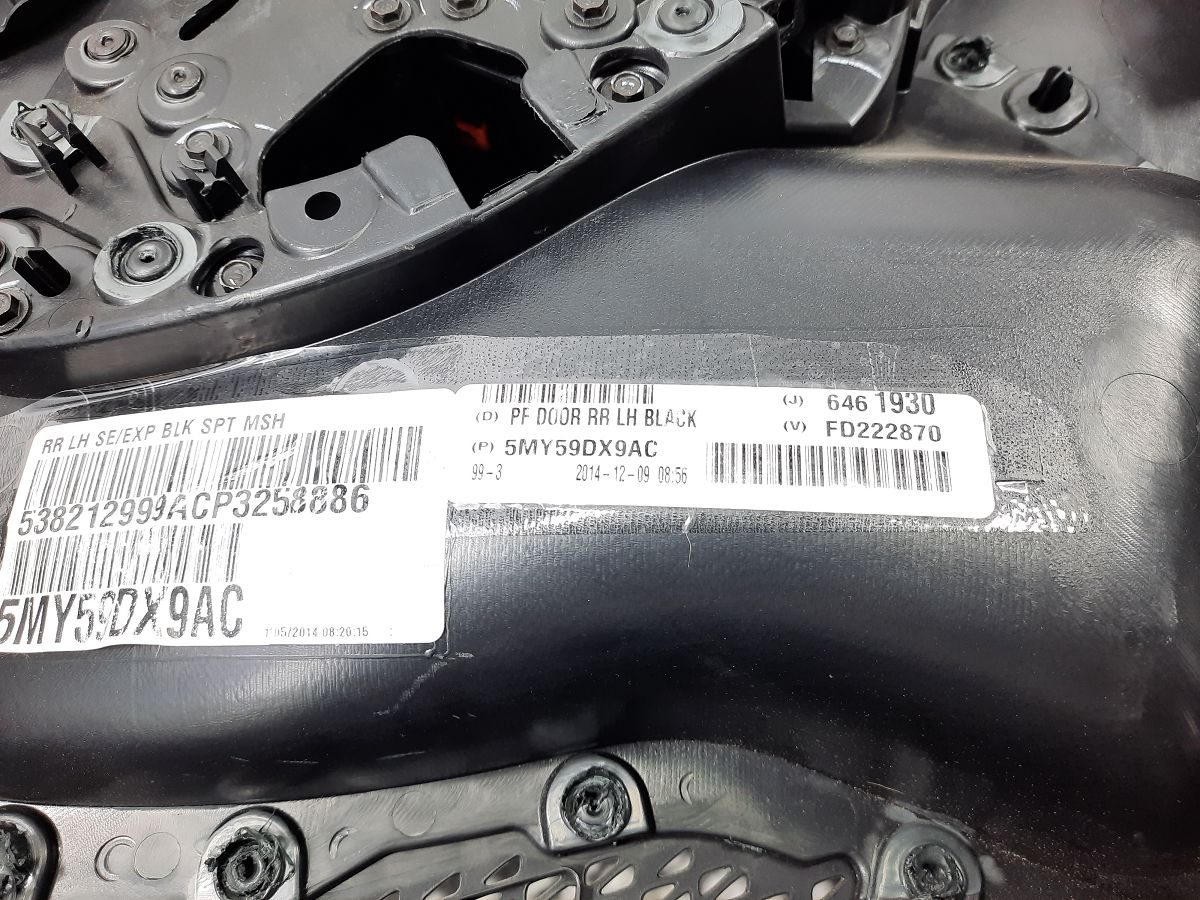 RR LH SE/EXP BLK SPT MSH
538212999ACP3258886
5MY59DX9AC
05/2014 08:20:15
(D) PF DOOR RR LH BLACK
(P) 5MY59DX9AC
99-3 2014-12-09 08:56
(J) 646 1930
(V) FD222870